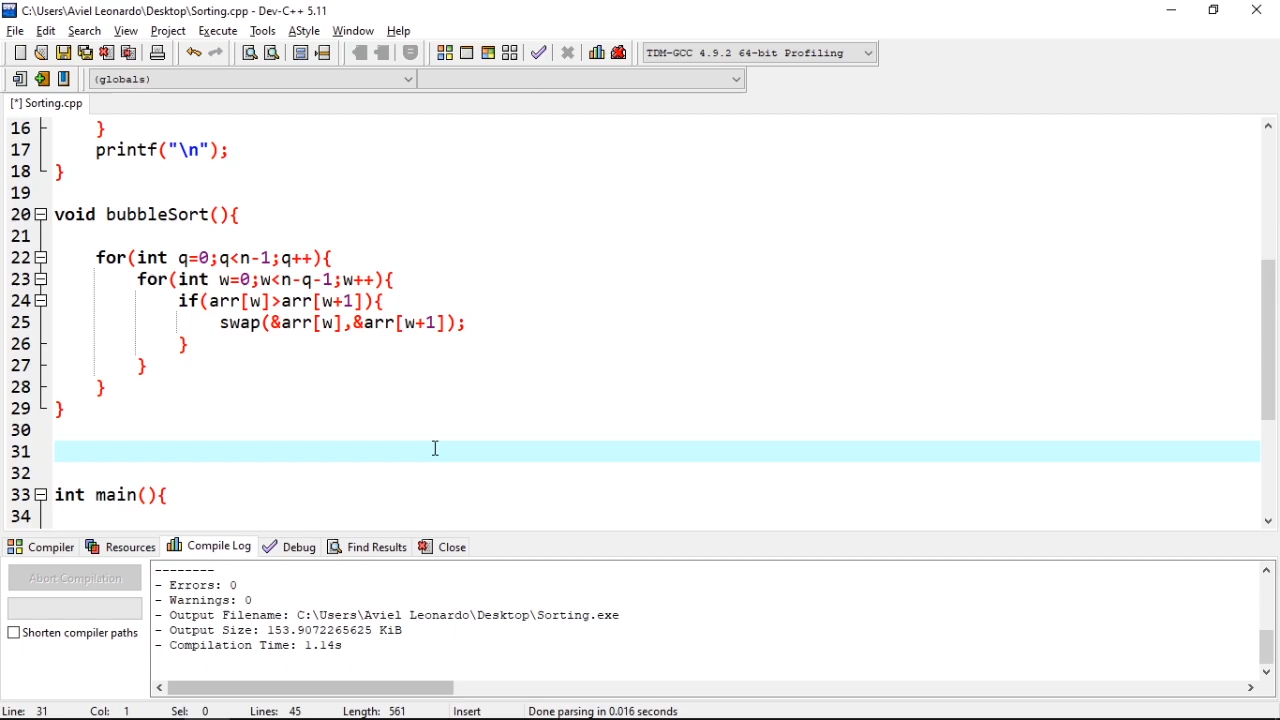 C:\Users\Aviel Leonardo\Desktop\Sorting.cpp - Dev-C++ 5.11
File Edit Search View Project Execute Tools AStyle Window Help
TDM-GCC 4.9.2 64-bit Profiling
(globals)
[*] Sorting.cpp
16 }
17 printf("\n");
18 }
19
20 void bubbleSort(){
21
22 for(int q=0;q<n-1;q++){
23 for(int w=0;w<n-q-1;w++){
24 if(arr[w]>arr[w+1]){
25 swap(&arr[w],&arr[w+1]);
26 }
27 }
28 }
29 }
30
31
32
33 int main(){
34
Compiler Resources Compile Log Debug Find Results Close
Abort Compilation
Shorten compiler paths
--------
- Errors: 0
- Warnings: 0
- Output Filename: C:\Users\Aviel Leonardo\Desktop\Sorting.exe
- Output Size: 153.9072265625 KiB
- Compilation Time: 1.14s
Line: 31 Col: 1 Sel: 0 Lines: 45 Length: 561 Insert Done parsing in 0.016 seconds